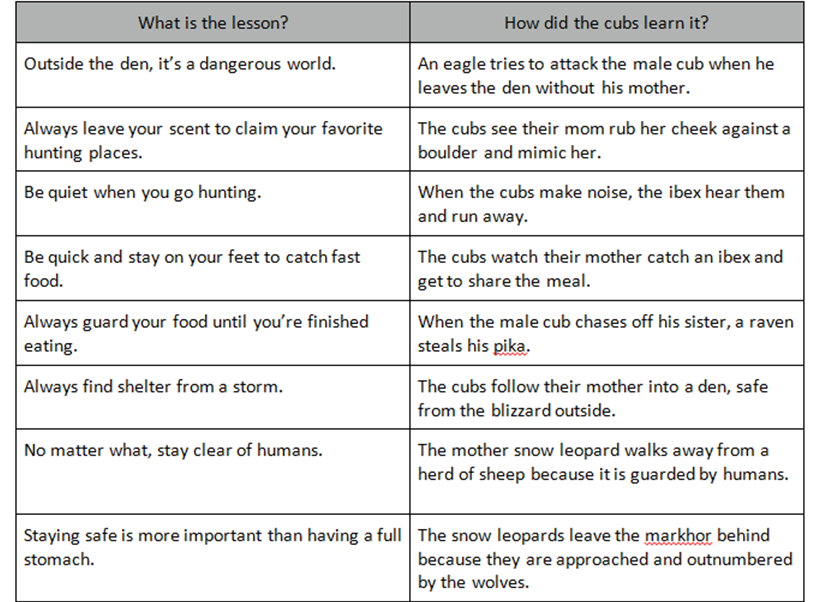 What is the lesson?
How did the cubs learn it?
Outside the den, it's a dangerous world.
An eagle tries to attack the male cub when he
leaves the den without his mother.
Always leave your scent to claim your favorite
hunting places.
The cubs see their mom rub her cheek against a
boulder and mimic her.
Be quiet when you go hunting.
When the cubs make noise, the ibex hear them
and run away.
Be quick and stay on your feet to catch fast
food.
The cubs watch their mother catch an ibex and
get to share the meal.
Always guard your food until you're finished
eating.
When the male cub chases off his sister, a raven
steals his pika.
Always find shelter from a storm.
The cubs follow their mother into a den, safe
from the blizzard outside.
No matter what, stay clear of humans.
The mother snow leopard walks away from a
herd of sheep because it is guarded by humans.
Staying safe is more important than having a full
stomach.
The snow leopards leave the markhor behind
because they are approached and outnumbered
by the wolves.